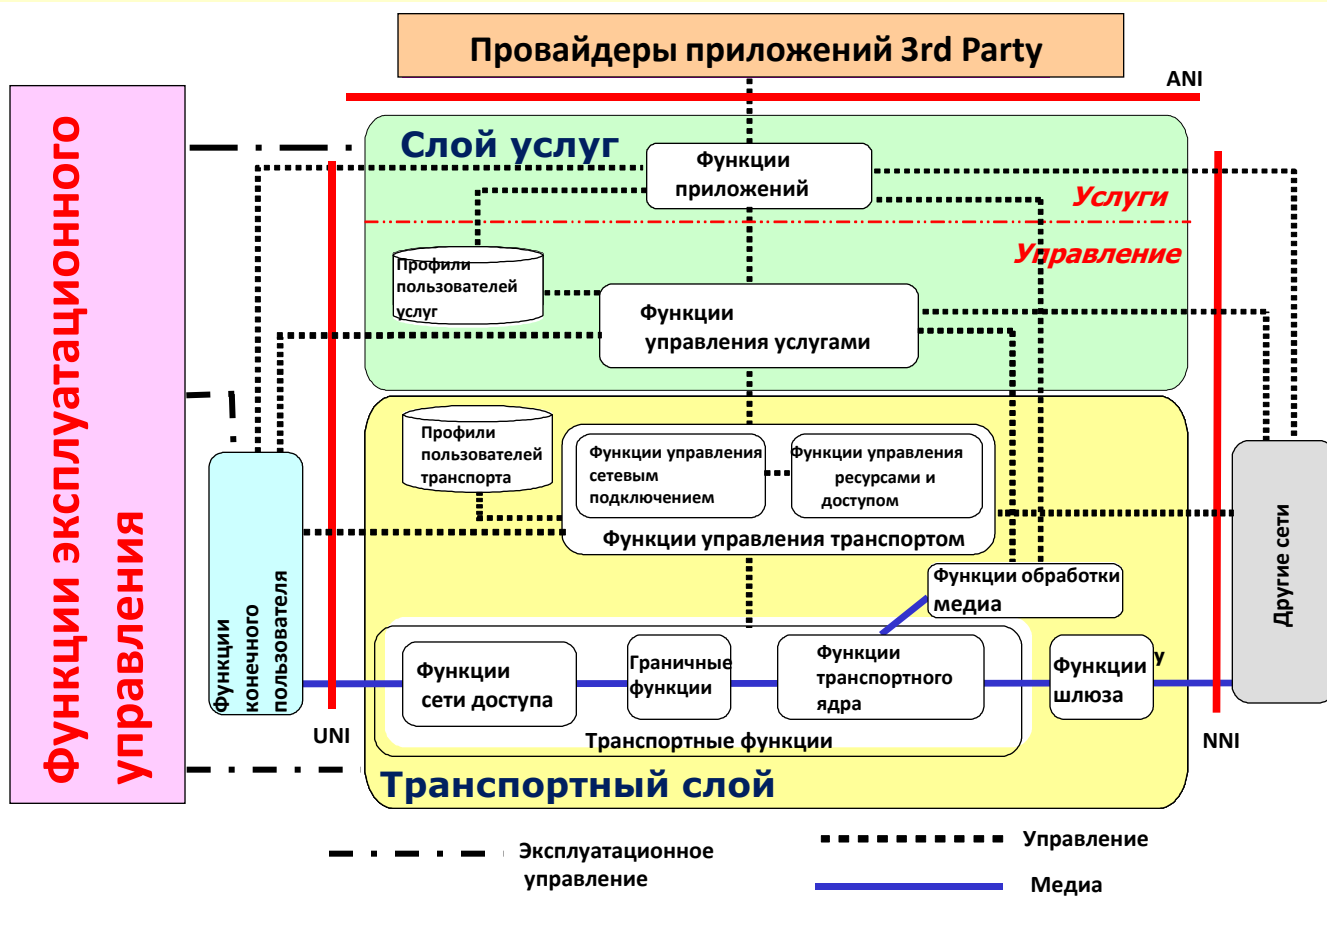 Провайдеры приложений 3rd Party
ANI
Функции эксплуатационного
управления
Слой услуг
Функции
приложений
Услуги
Управление
Профили
пользователей
услуг
Функции
управления услугами
Профили
пользователей
транспорта
Функции управления
сетевым
подключением
Функции управления
ресурсами и
доступом
Функции управления транспортом
Функции обработки
медиа
Функции
конечного
пользователя
Другие сети
Функции
сети доступа
Граничные
функции
Функции
транспортного
ядра
Функции
шлюза
у
Транспортные функции
UNI
NNI
Транспортный слой
Эксплуатационное
управление
Управление
Медиа